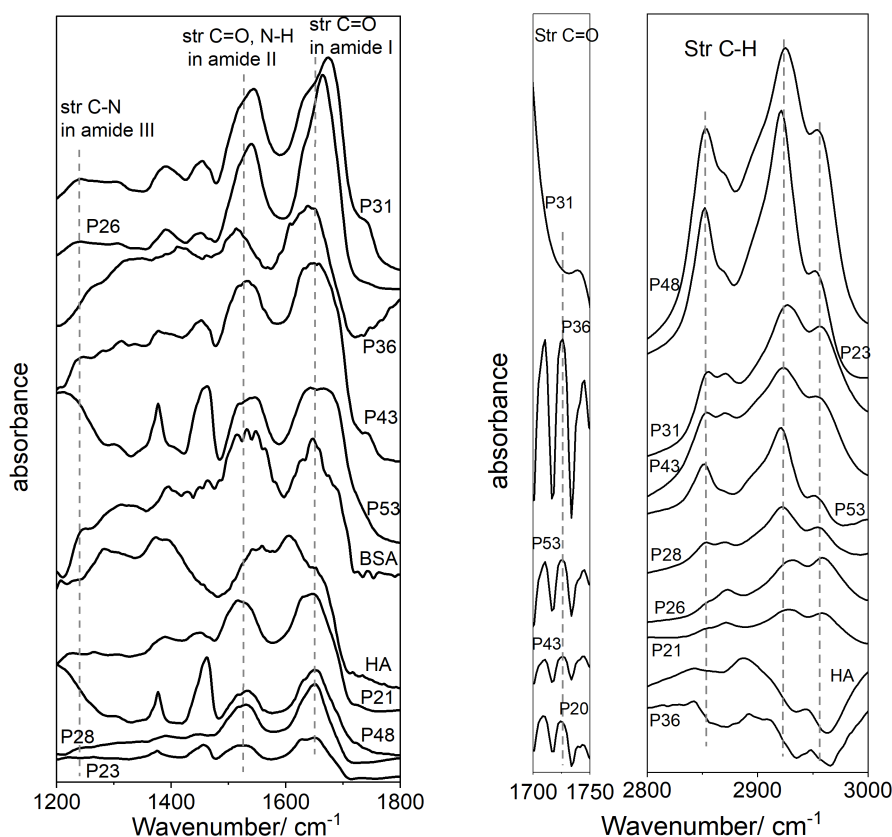 str C=O, N-H
in amide II
str C=O
in amide I
str C-N
in amide III
P26
P31
P36
P43
P53
BSA
HA
P21
P48
P28
P23
absorbance
1200
1400
1600
1800
Wavenumber/ cm-1
Str C=O
P31
P36
P53
P43
P20
absorbance
1700
1750
Str C-H
P48
P23
P31
P43
P53
P28
P26
P21
HA
P36
2800
2900
3000
Wavenumber/ cm-1